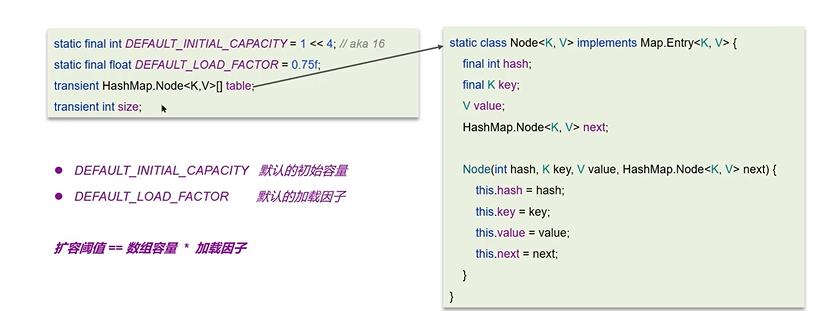 static final int DEFAULT_INITIAL_CAPACITY = 1 << 4; // aka 16
static final float DEFAULT_LOAD_FACTOR = 0.75f;
transient HashMap.Node<K,V>[] table;
transient int size;
● DEFAULT_INITIAL_CAPACITY 默认的初始容量
● DEFAULT_LOAD_FACTOR 默认的加载因子
扩容阈值 == 数组容量 * 加载因子
static class Node<K, V> implements Map.Entry<K, V> {
final int hash;
final K key;
V value;
HashMap.Node<K, V> next;
Node(int hash, K key, V value, HashMap.Node<K, V> next) {
this.hash = hash;
this.key = key;
this.value = value;
this.next = next;
}
}